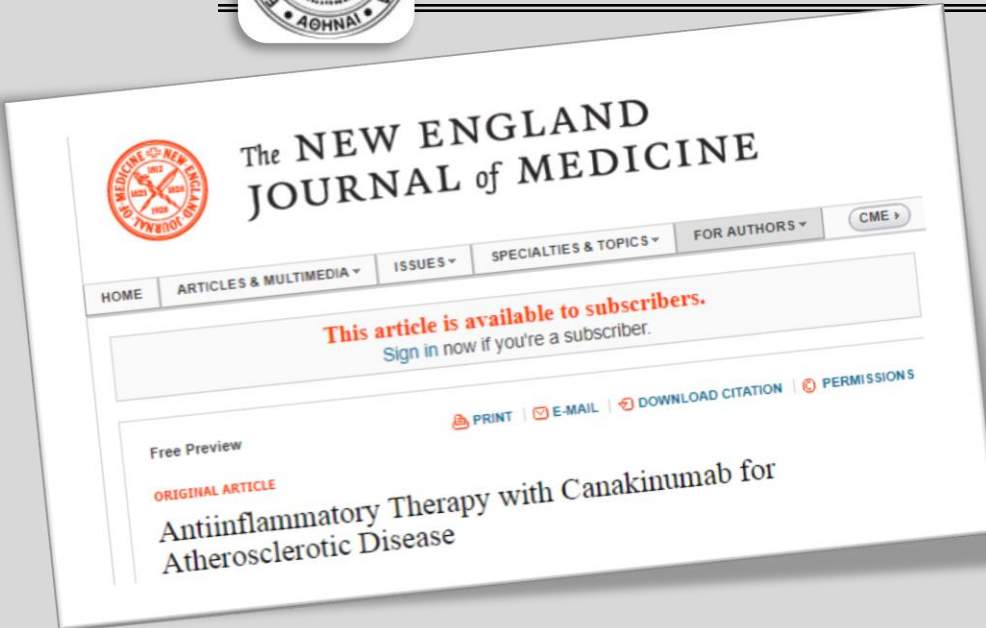 ΑΘΗΝΑΙ
The NEW ENGLAND
JOURNAL of MEDICINE
HOME ARTICLES & MULTIMEDIA ISSUES SPECIALTIES & TOPICS FOR AUTHORS CME
This article is available to subscribers.
Sign in now if you're a subscriber.
PRINT | E-MAIL | DOWNLOAD CITATION | PERMISSIONS
Free Preview
ORIGINAL ARTICLE
Antiinflammatory Therapy with Canakinumab for
Atherosclerotic Disease